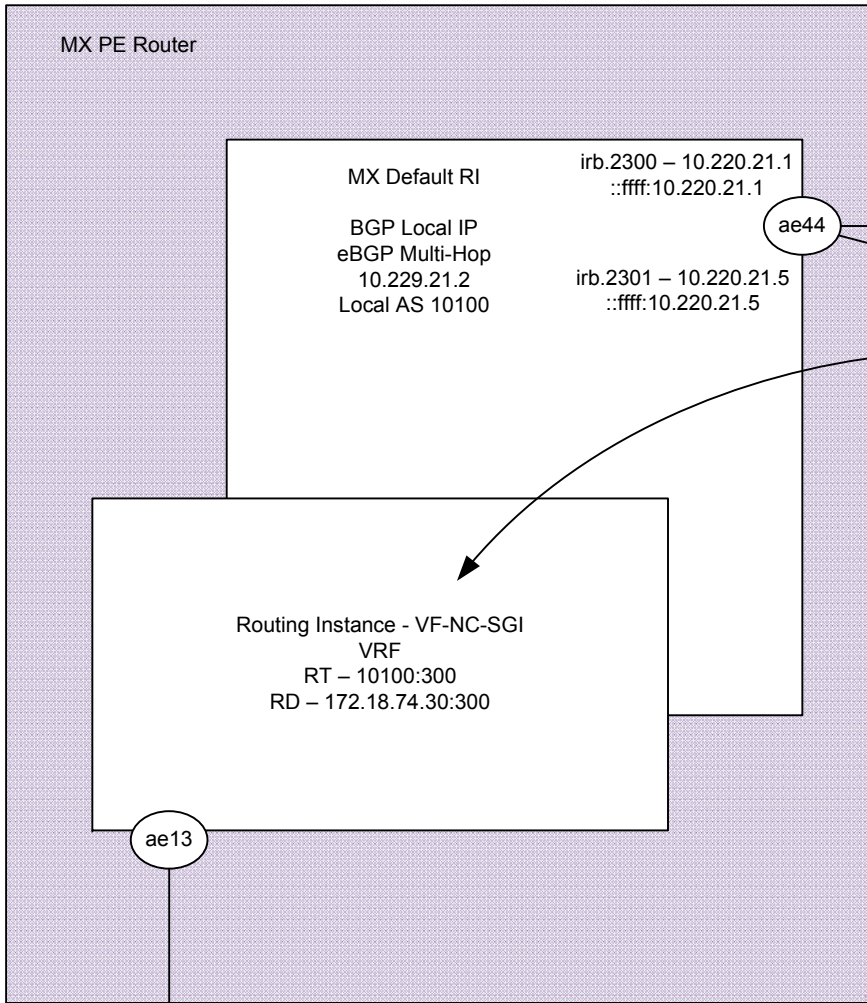 MX PE Router
MX Default RI
BGP Local IP
eBGP Multi-Hop
10.229.21.2
Local AS 10100
irb.2300 – 10.220.21.1
::ffff:10.220.21.1
ae44
irb.2301 – 10.220.21.5
::ffff:10.220.21.5
Routing Instance - VF-NC-SGI
VRF
RT – 10100:300
RD – 172.18.74.30:300
ae13